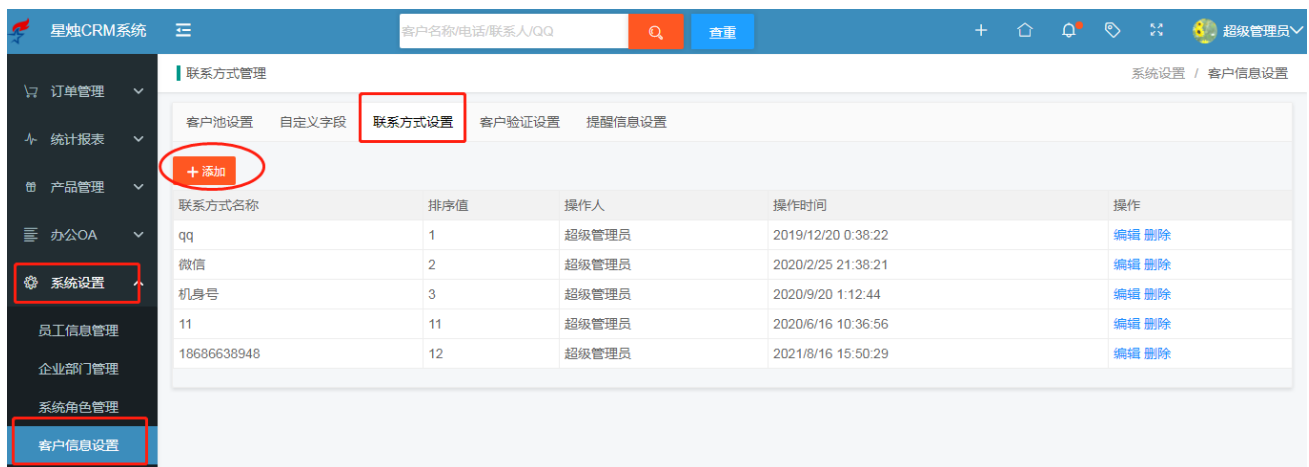 星烛CRM系统
客户名称/电话/联系人/QQ
查重
超级管理员
订单管理
统计报表
产品管理
办公OA
系统设置
员工信息管理
企业部门管理
系统角色管理
客户信息设置
联系方式管理
系统设置 / 客户信息设置
客户池设置 自定义字段 联系方式设置 客户验证设置 提醒信息设置
+添加
联系方式名称 排序值 操作人 操作时间 操作
qq 1 超级管理员 2019/12/20 0:38:22 编辑 删除
微信 2 超级管理员 2020/2/25 21:38:21 编辑 删除
机身号 3 超级管理员 2020/9/20 1:12:44 编辑 删除
11 11 超级管理员 2020/6/16 10:36:56 编辑 删除
18686638948 12 超级管理员 2021/8/16 15:50:29 编辑 删除